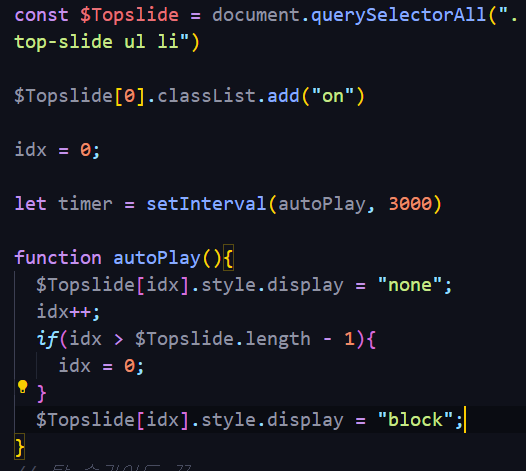 const $Topslide = document.querySelectorAll(".
top-slide ul li")
$Topslide[0].classList.add("on")
idx = 0;
let timer = setInterval(autoPlay, 3000)
function autoPlay(){
$Topslide[idx].style.display = "none";
idx++;
if(idx > $Topslide.length - 1){
idx = 0;
}
$Topslide[idx].style.display = "block";
}